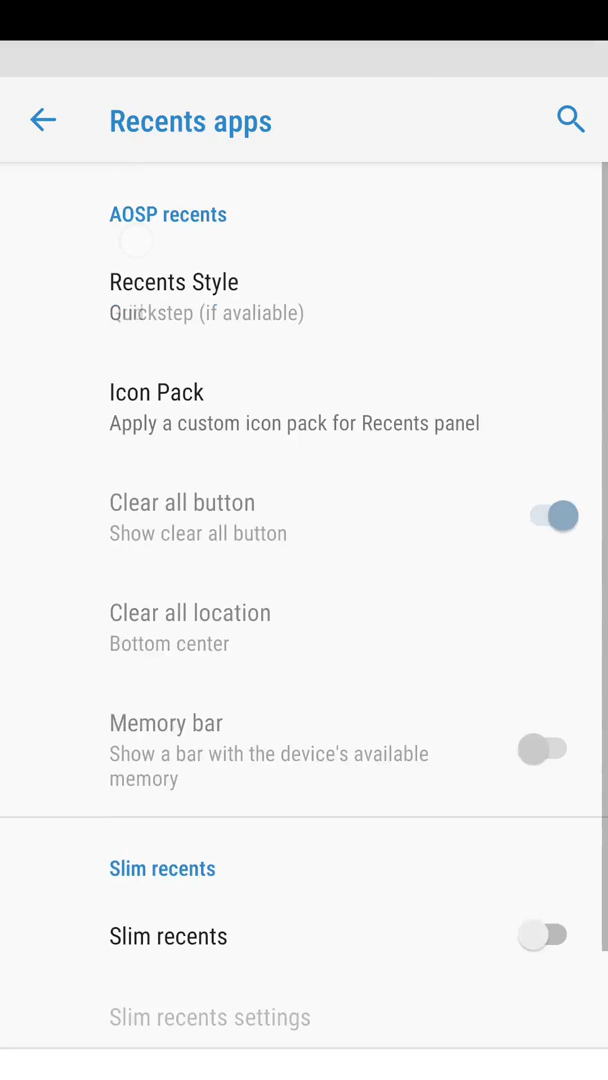 Recents apps
AOSP recents
Recents Style
Quickstep (if avaliable)
Icon Pack
Apply a custom icon pack for Recents panel
Clear all button
Show clear all button
Clear all location
Bottom center
Memory bar
Show a bar with the device's available
memory
Slim recents
Slim recents
Slim recents settings